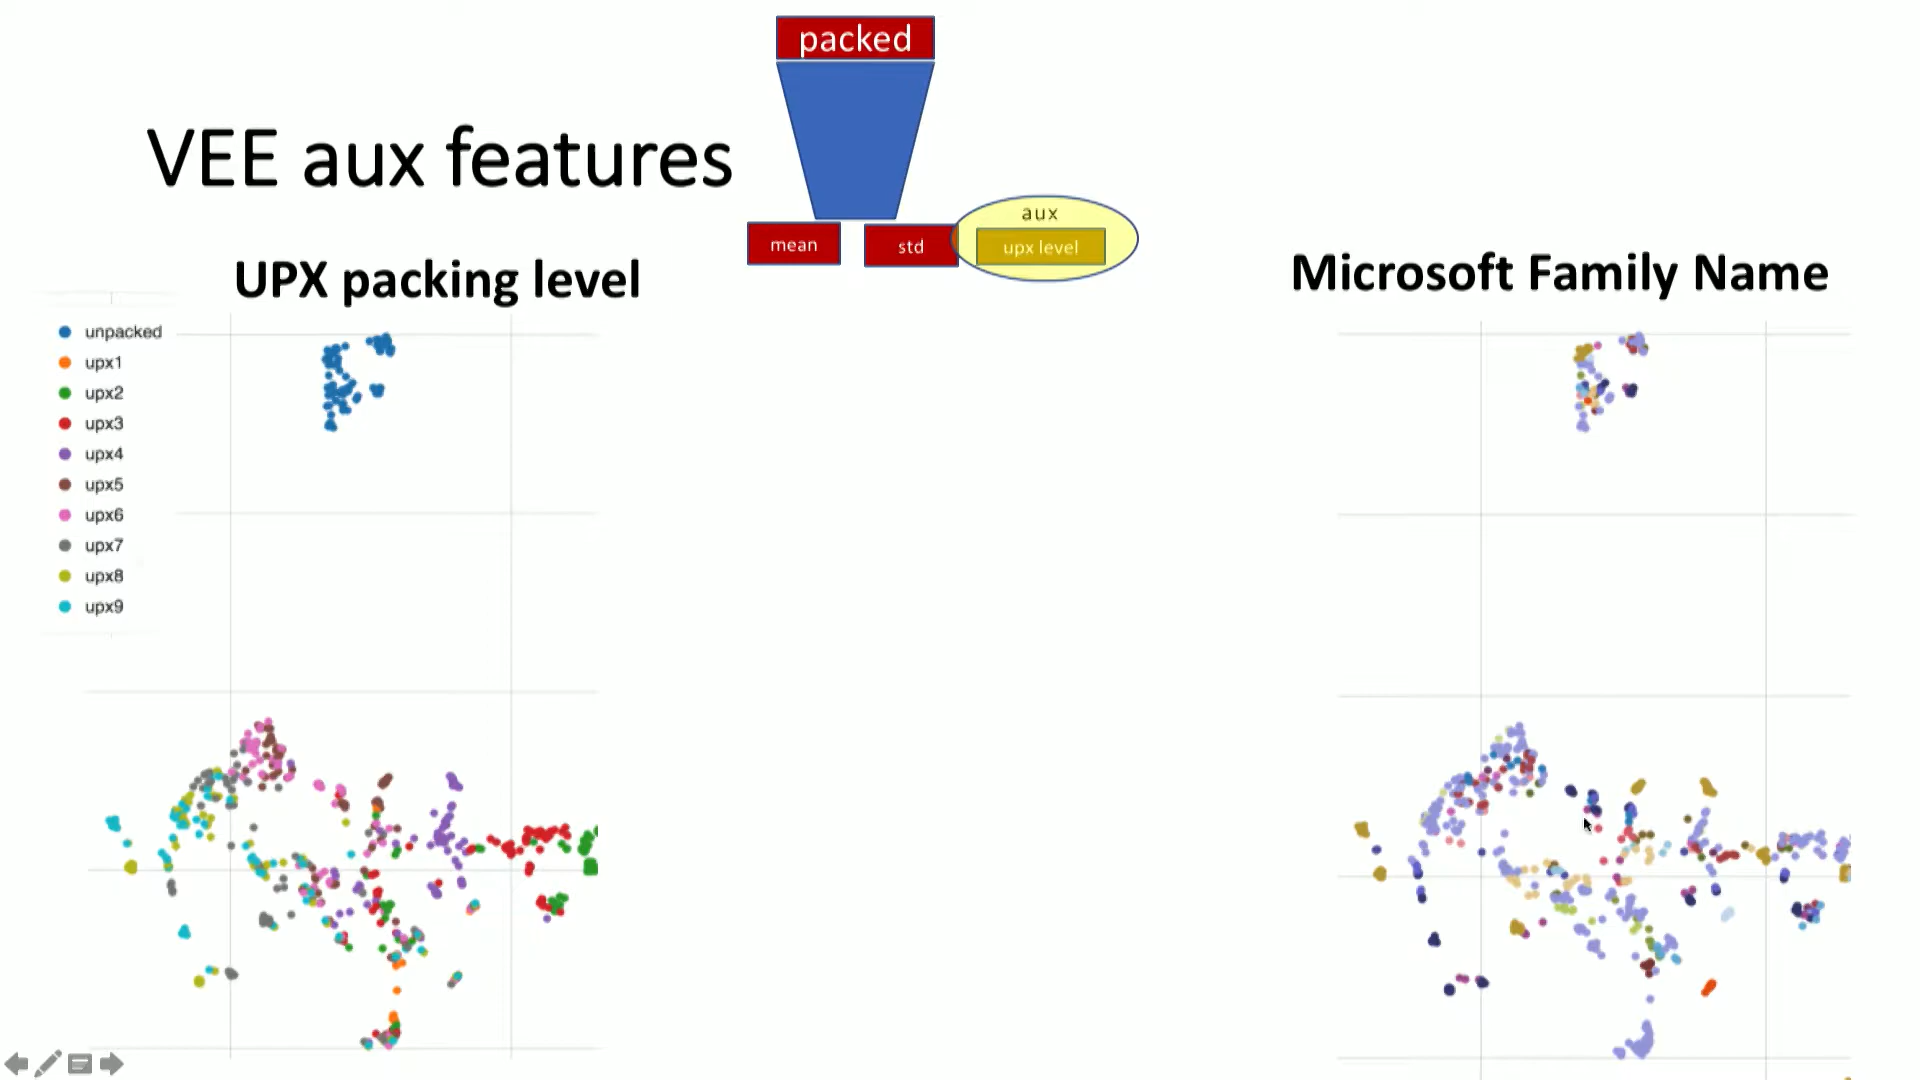 packed
VEE aux features
aux
mean
std
upx level
UPX packing level
Microsoft Family Name
unpacked
upx1
upx2
upx3
upx4
upx5
upx6
upx7
upx8
upx9